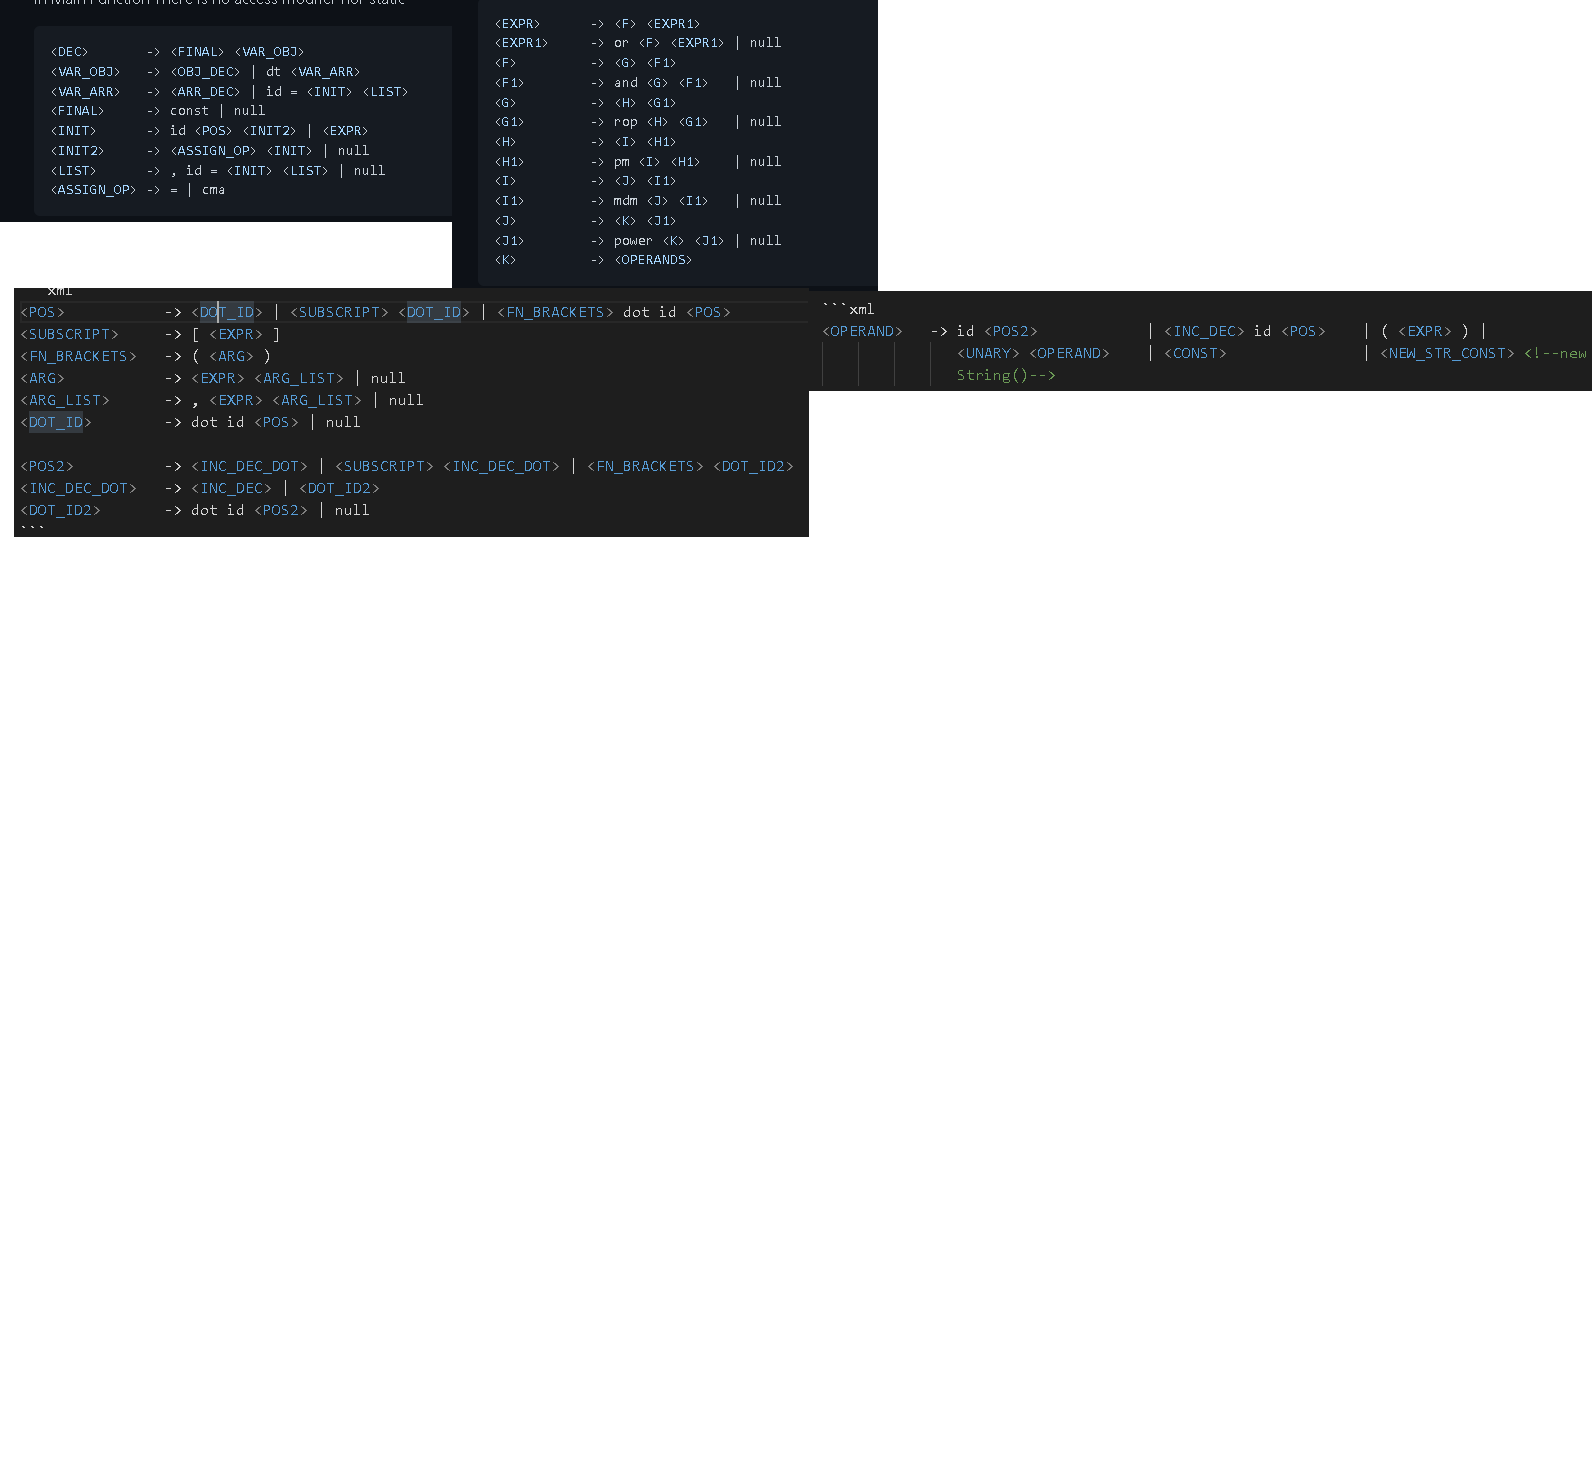 In Main Function There is no access modifier nor static
<DEC>       -> <FINAL> <VAR_OBJ>
<VAR_OBJ>   -> <OBJ_DEC> | dt <VAR_ARR>
<VAR_ARR>   -> <ARR_DEC> | id = <INIT> <LIST>
<FINAL>     -> const | null
<INIT>      -> id <POS> <INIT2> | <EXPR>
<INIT2>     -> <ASSIGN_OP> <INIT> | null
<LIST>      -> , id = <INIT> <LIST> | null
<ASSIGN_OP> -> = | cma
<EXPR>      -> <F> <EXPR1>
<EXPR1>     -> or <F> <EXPR1> | null
<F>         -> <G> <F1>
<F1>        -> and <G> <F1>   | null
<G>         -> <H> <G1>
<G1>        -> rop <H> <G1>   | null
<H>         -> <I> <H1>
<H1>        -> pm <I> <H1>    | null
<I>         -> <J> <I1>
<I1>        -> mdm <J> <I1>   | null
<J>         -> <K> <J1>
<J1>        -> power <K> <J1> | null
<K>         -> <OPERANDS>
xml
<POS>           -> <DOT_ID> | <SUBSCRIPT> <DOT_ID> | <FN_BRACKETS> dot id <POS>
<SUBSCRIPT>     -> [ <EXPR> ]
<FN_BRACKETS>   -> ( <ARG> )
<ARG>           -> <EXPR> <ARG_LIST> | null
<ARG_LIST>      -> , <EXPR> <ARG_LIST> | null
<DOT_ID>        -> dot id <POS> | null
<POS2>          -> <INC_DEC_DOT> | <SUBSCRIPT> <INC_DEC_DOT> | <FN_BRACKETS> <DOT_ID2>
<INC_DEC_DOT>   -> <INC_DEC> | <DOT_ID2>
<DOT_ID2>       -> dot id <POS2> | null
```
```xml
<OPERAND>   -> id <POS2>            | <INC_DEC> id <POS>    | ( <EXPR> ) |
<UNARY> <OPERAND>    | <CONST>               | <NEW_STR_CONST> <!--new
String()-->